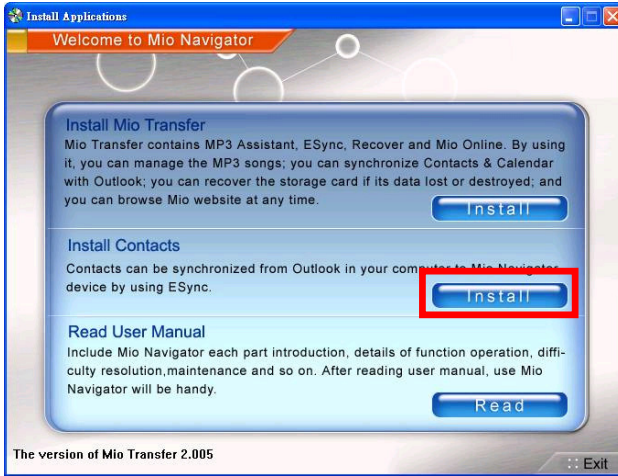 Install Applications
Welcome to Mio Navigator
Install Mio Transfer
Mio Transfer contains MP3 Assistant, ESync, Recover and Mio Online. By using
it, you can manage the MP3 songs; you can synchronize Contacts & Calendar
with Outlook; you can recover the storage card if its data lost or destroyed; and
you can browse Mio website at any time.
Install
Install Contacts
Contacts can be synchronized from Outlook in your computer to Mio Navigator
device by using ESync.
Install
Read User Manual
Include Mio Navigator each part introduction, details of function operation, diffi-
culty resolution,maintenance and so on. After reading user manual, use Mio
Navigator will be handy.
Read
The version of Mio Transfer 2.005
:: Exit